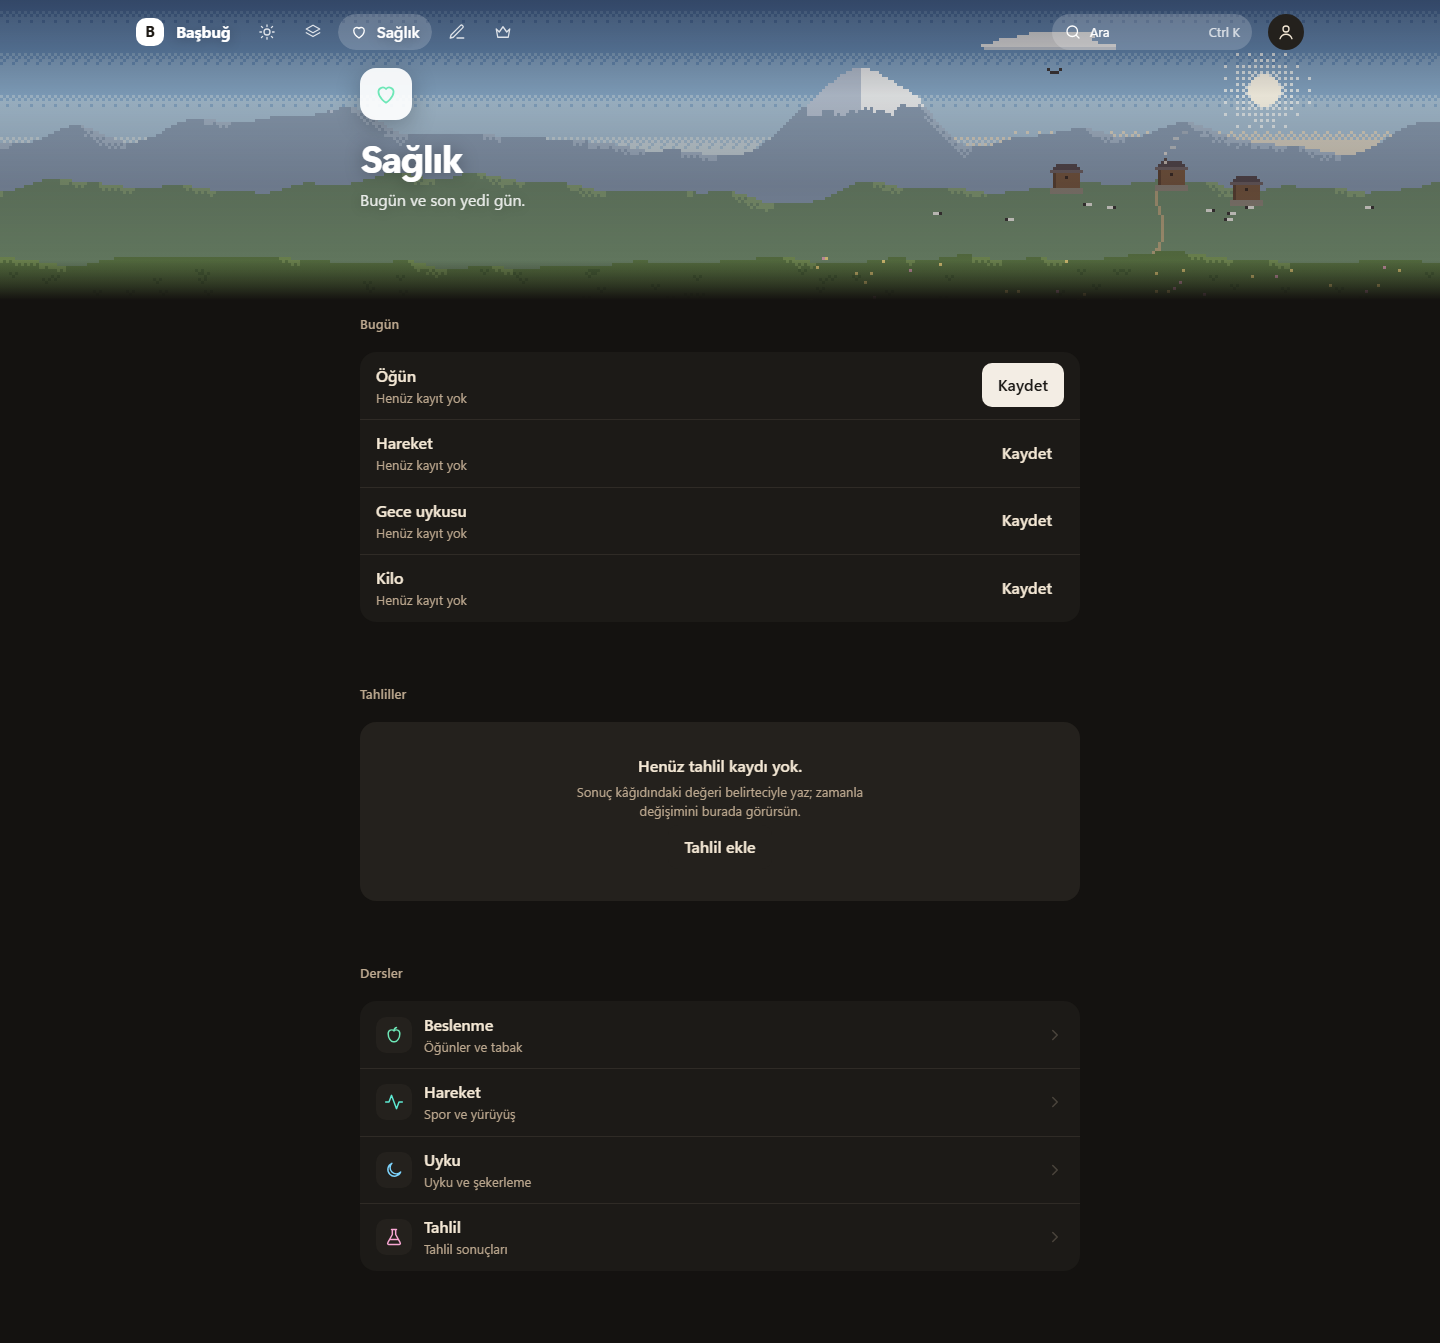 B Başbuğ Sağlık Ara Ctrl K
Sağlık
Bugün ve son yedi gün.
Bugün
Öğün
Henüz kayıt yok
Kaydet
Hareket
Henüz kayıt yok
Kaydet
Gece uykusu
Henüz kayıt yok
Kaydet
Kilo
Henüz kayıt yok
Kaydet
Tahliller
Henüz tahlil kaydı yok.
Sonuç kâğıdındaki değeri belirteciyle yaz; zamanla
değişimini burada görürsün.
Tahlil ekle
Dersler
Beslenme
Öğünler ve tabak
Hareket
Spor ve yürüyüş
Uyku
Uyku ve şekerleme
Tahlil
Tahlil sonuçları